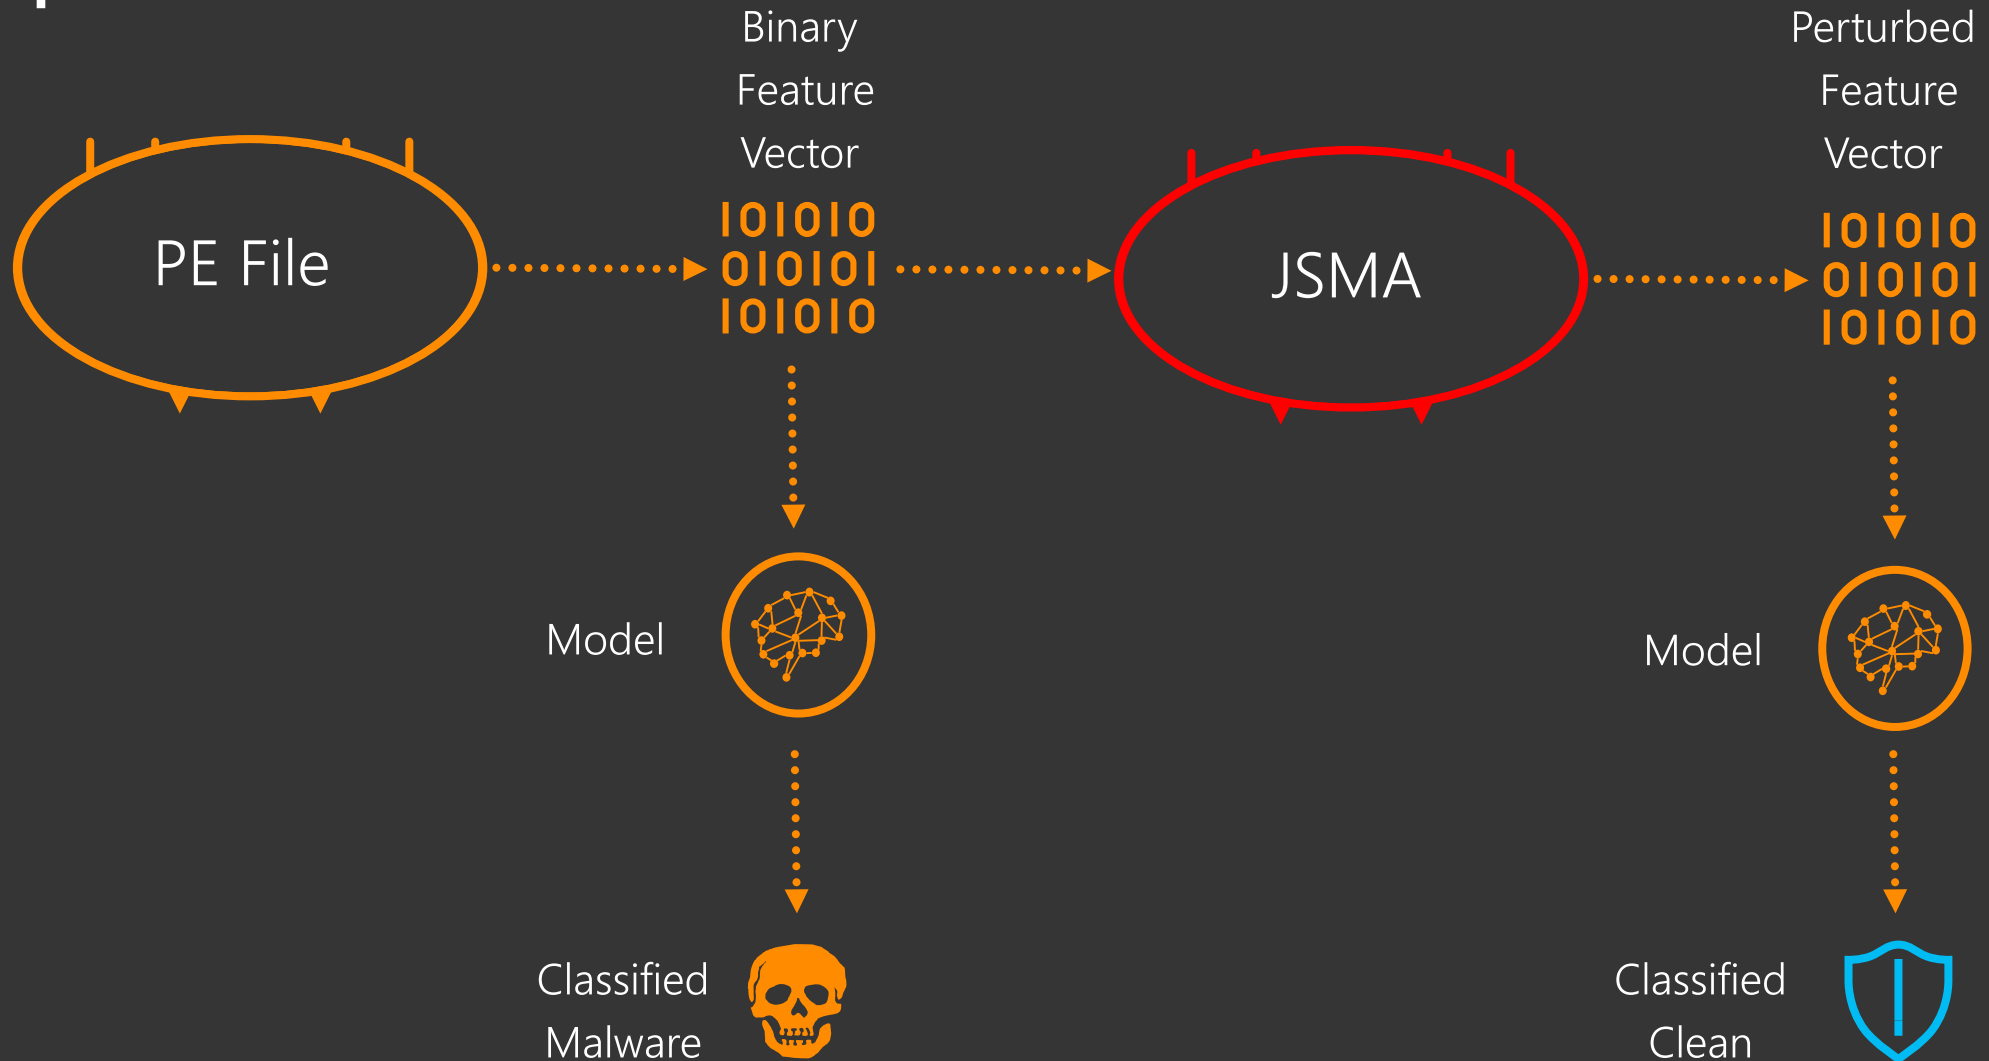 Binary
Feature
Vector
Perturbed
Feature
Vector
PE File
101010
010101
101010
JSMA
101010
010101
101010
Model
Model
Classified
Malware
Classified
Clean